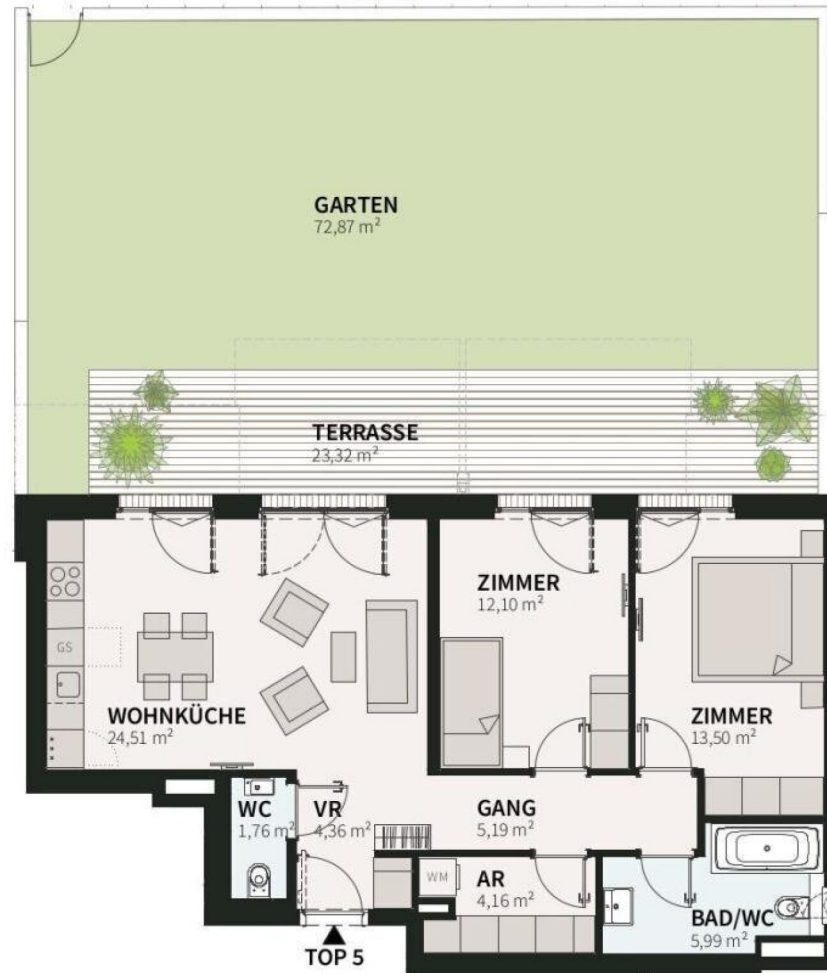 GARTEN
72,87 m²
TERRASSE
23,32 m²
ZIMMER
12,10 m²
GS
WOHNKÜCHE
24,51 m²
ZIMMER
13,50 m²
WC
1,76 m²
VR
4,36 m²
GANG
5,19 m²
WM
AR
4,16 m²
BAD/WC
5,99 m²
TOP 5